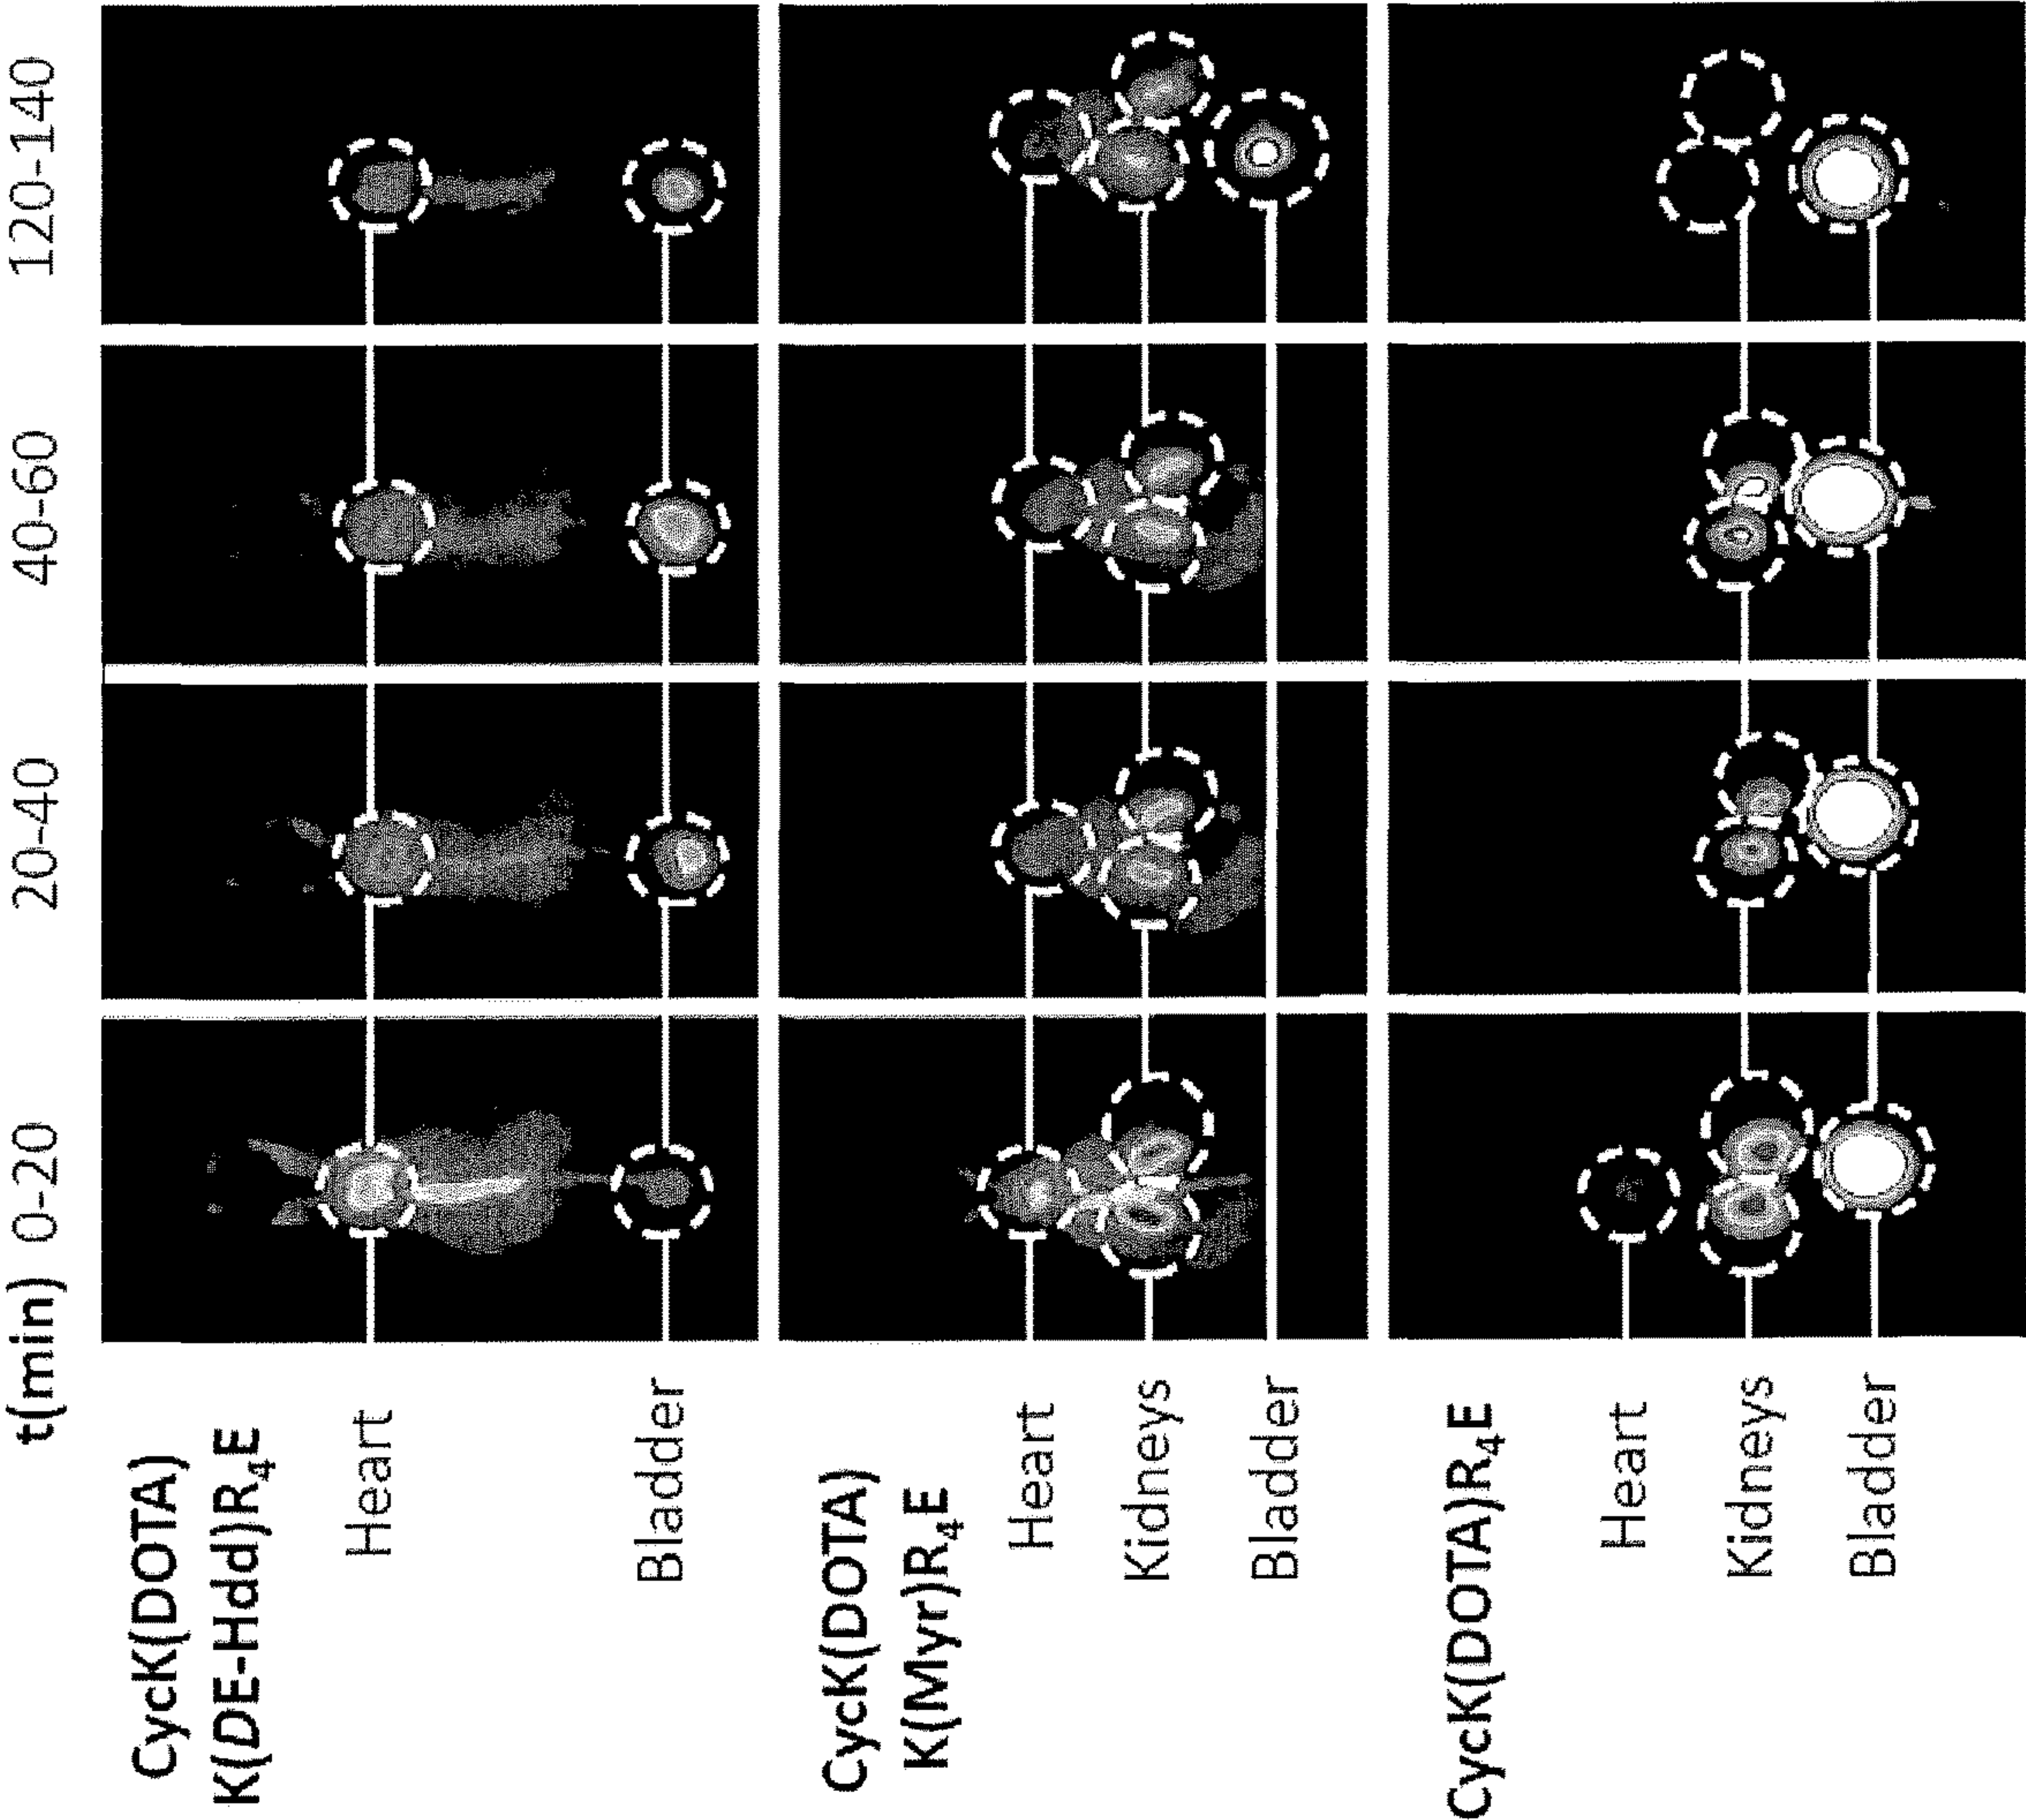 t(min) 0-20 20-40 40-60 120-140
CycK(DOTA)
K(DE-Hdd)R₄E
Heart
Bladder
CycK(DOTA)
K(Myr)R₄E
Heart
Kidneys
Bladder
CycK(DOTA)R₄E
Heart
Kidneys
Bladder